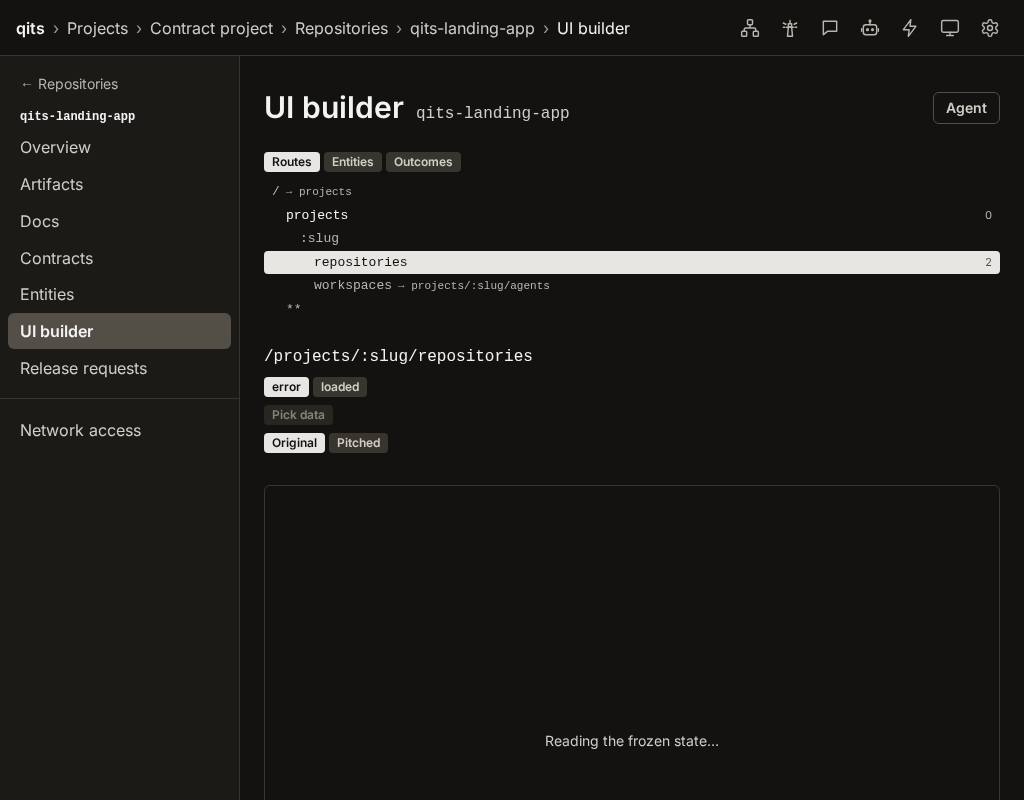 qits › Projects › Contract project › Repositories › qits-landing-app › UI builder
← Repositories
qits-landing-app
Overview
Artifacts
Docs
Contracts
Entities
UI builder
Release requests
Network access
UI builder qits-landing-app
Agent
Routes Entities Outcomes
/ → projects
projects 0
:slug
repositories 2
workspaces → projects/:slug/agents
**
/projects/:slug/repositories
error loaded
Pick data
Original Pitched
Reading the frozen state…